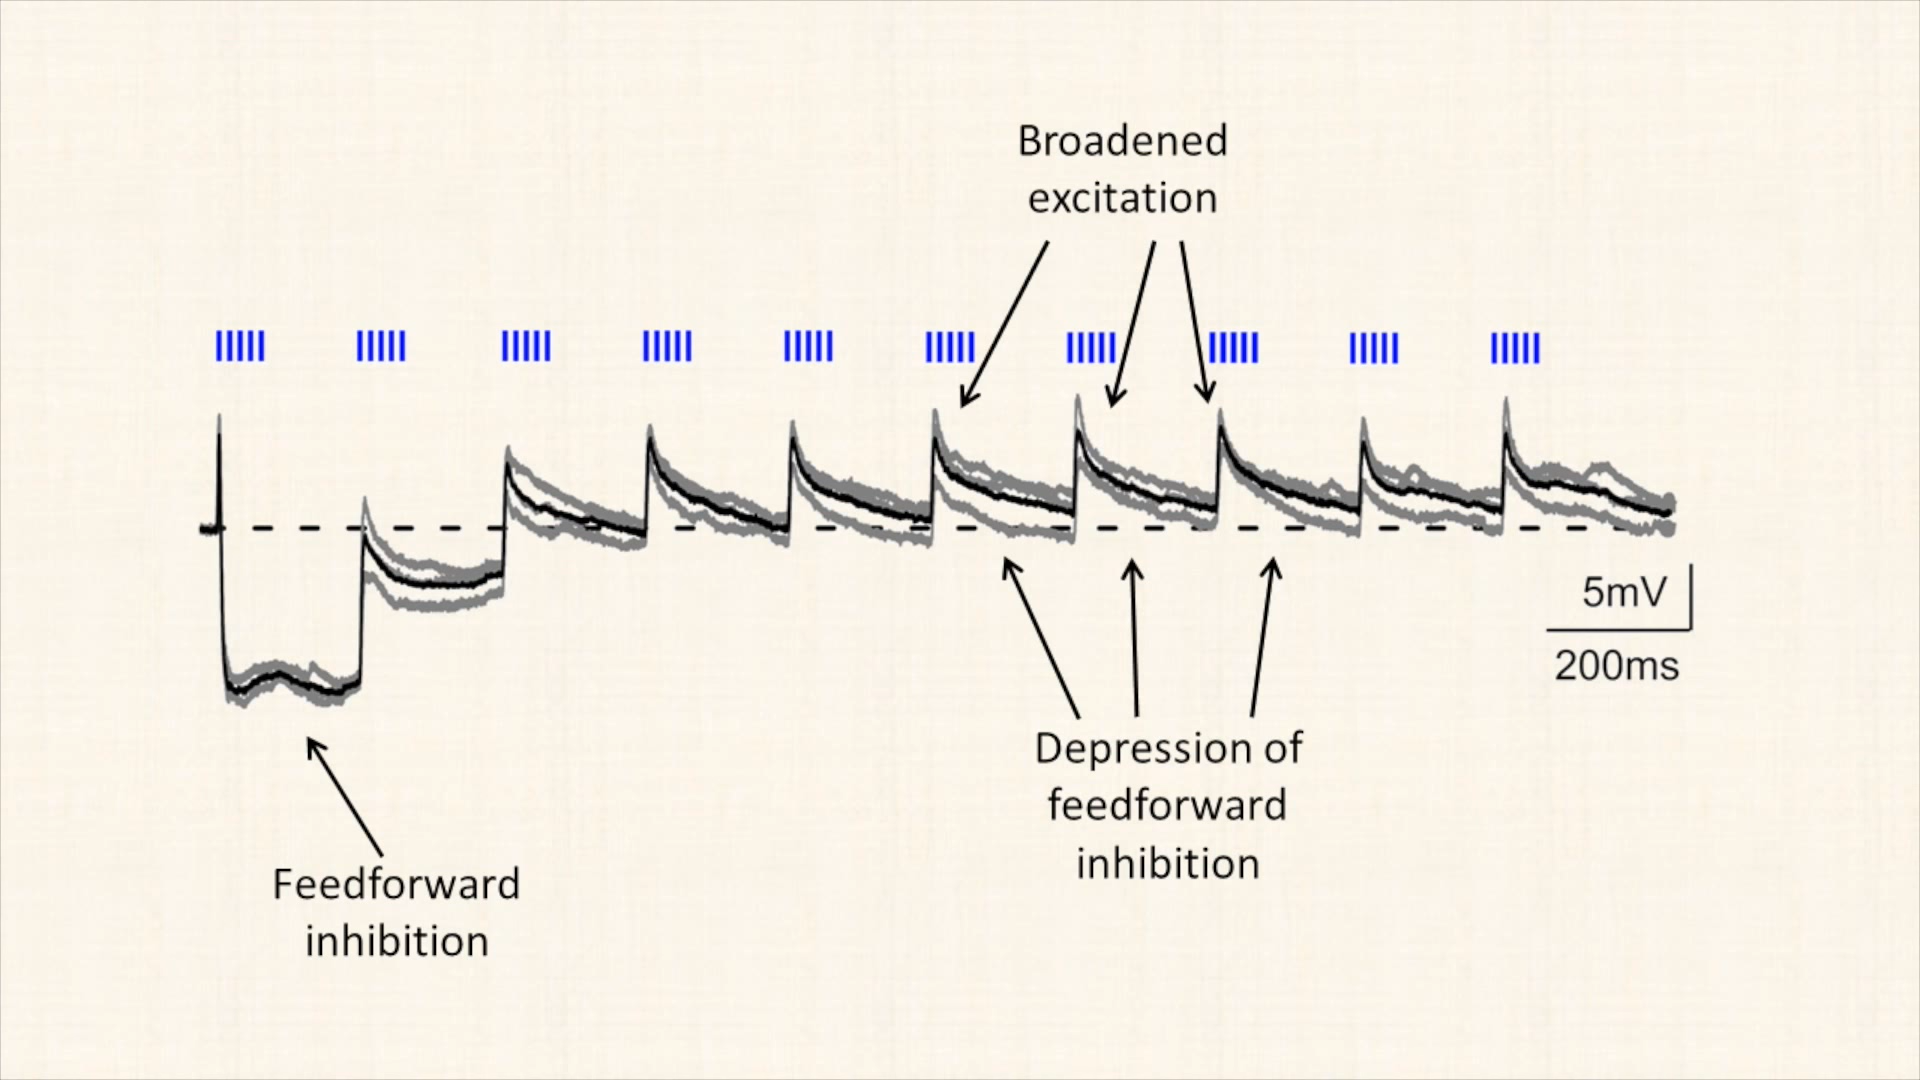 Broadened
excitation
5mV
200ms
Depression of
feedforward
inhibition
Feedforward
inhibition